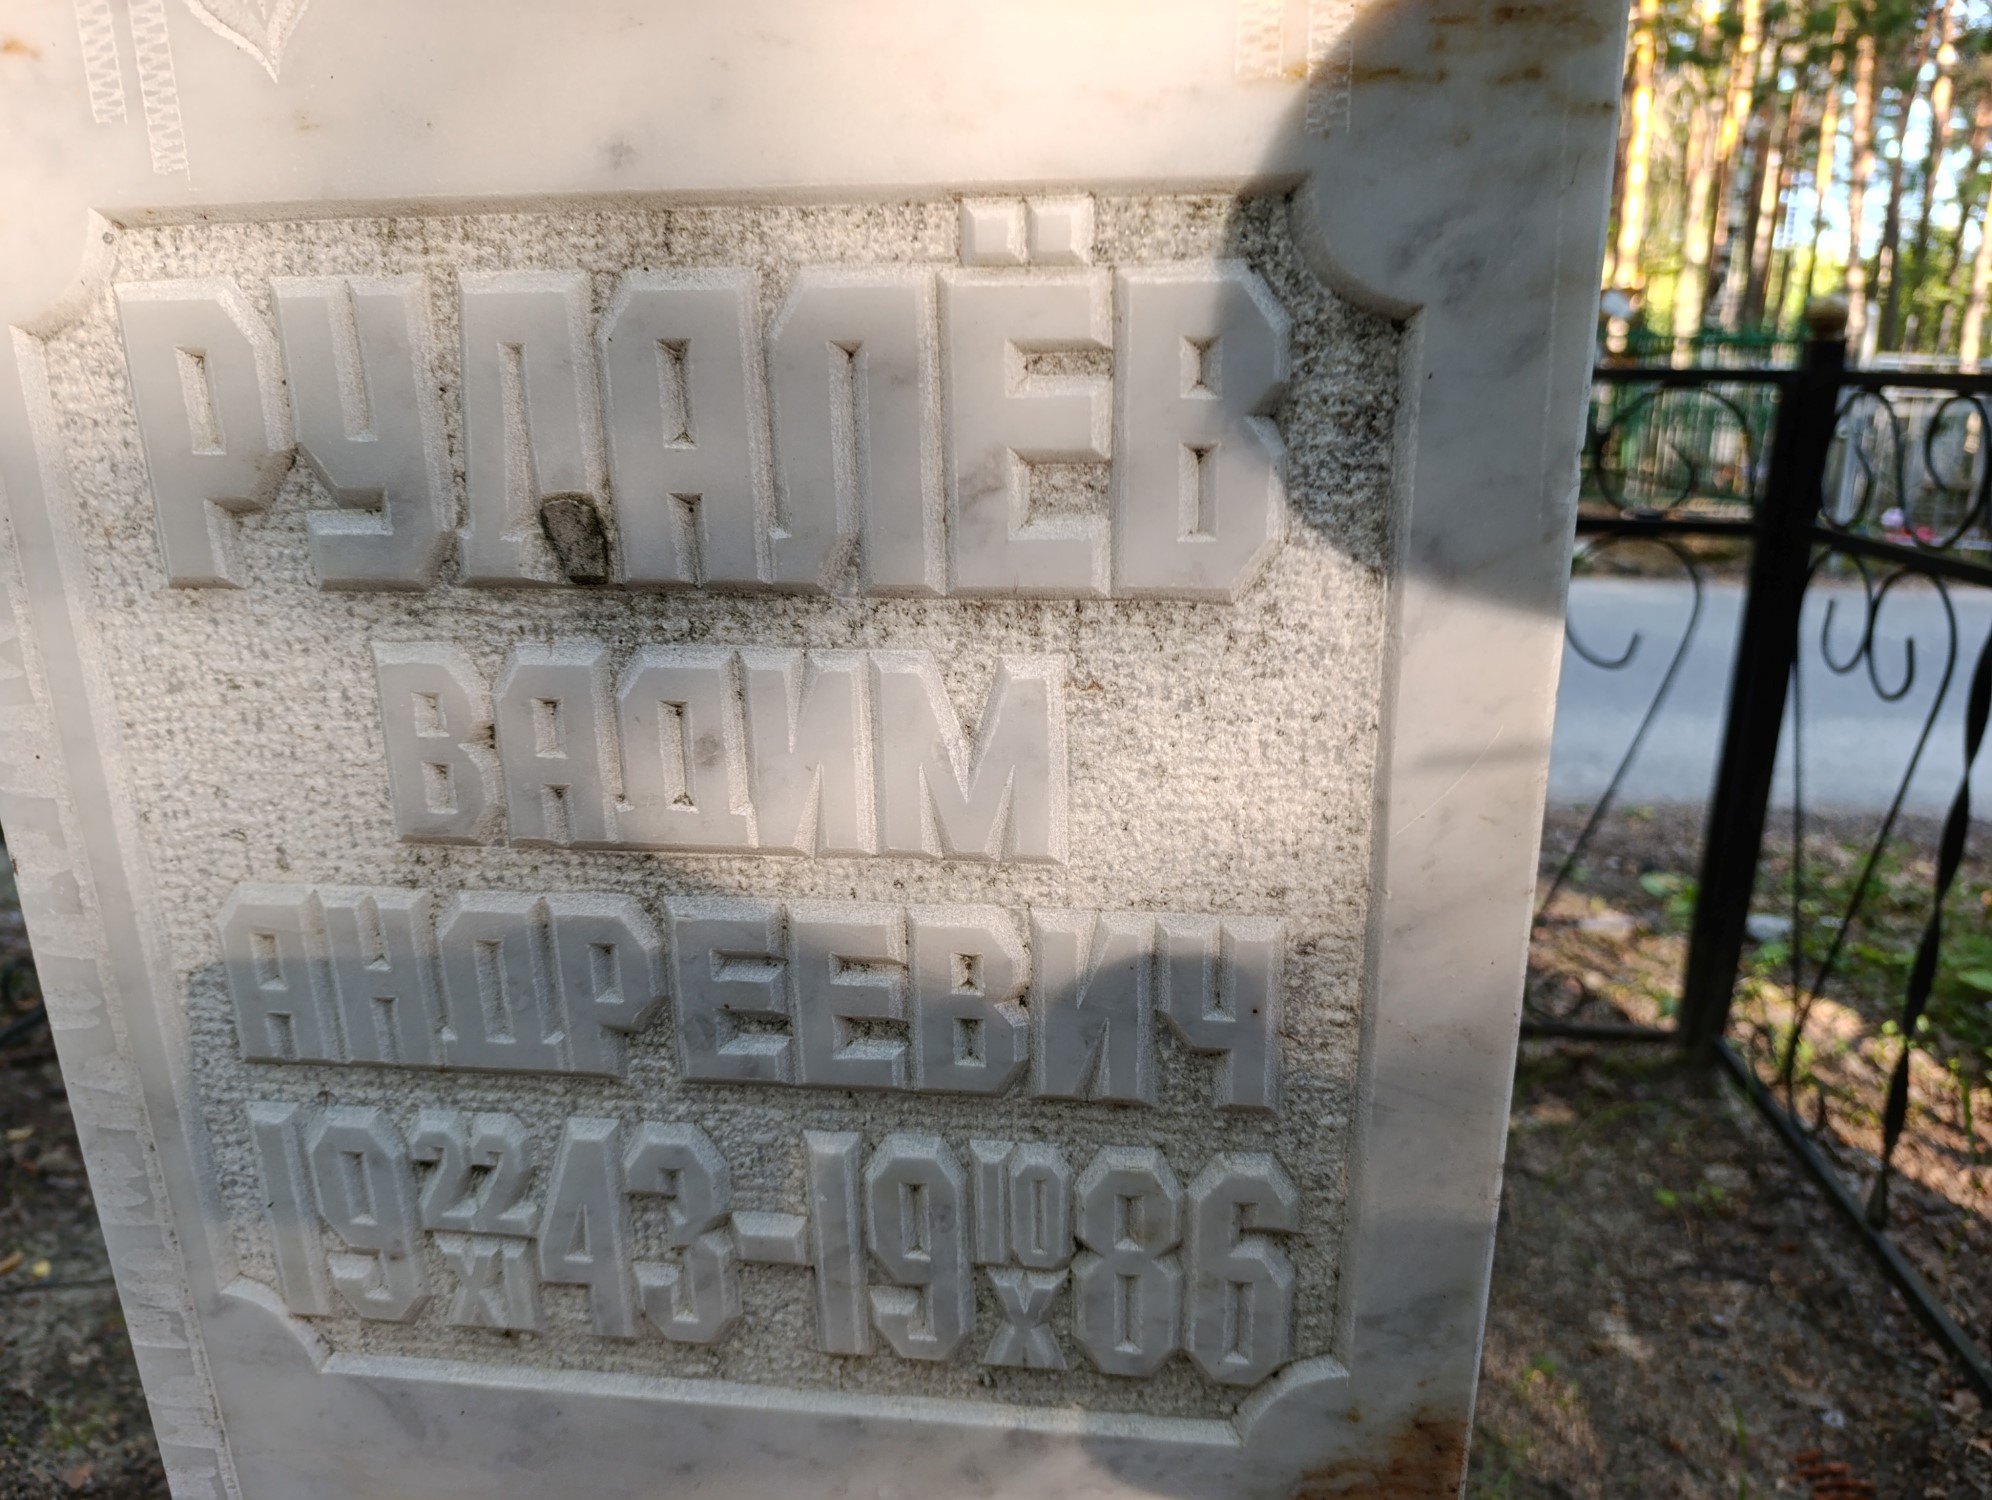 РУДАЛЁВ
ВАДИМ
АНДРЕЕВИЧ
19 22/XI 43-19 10/X 86